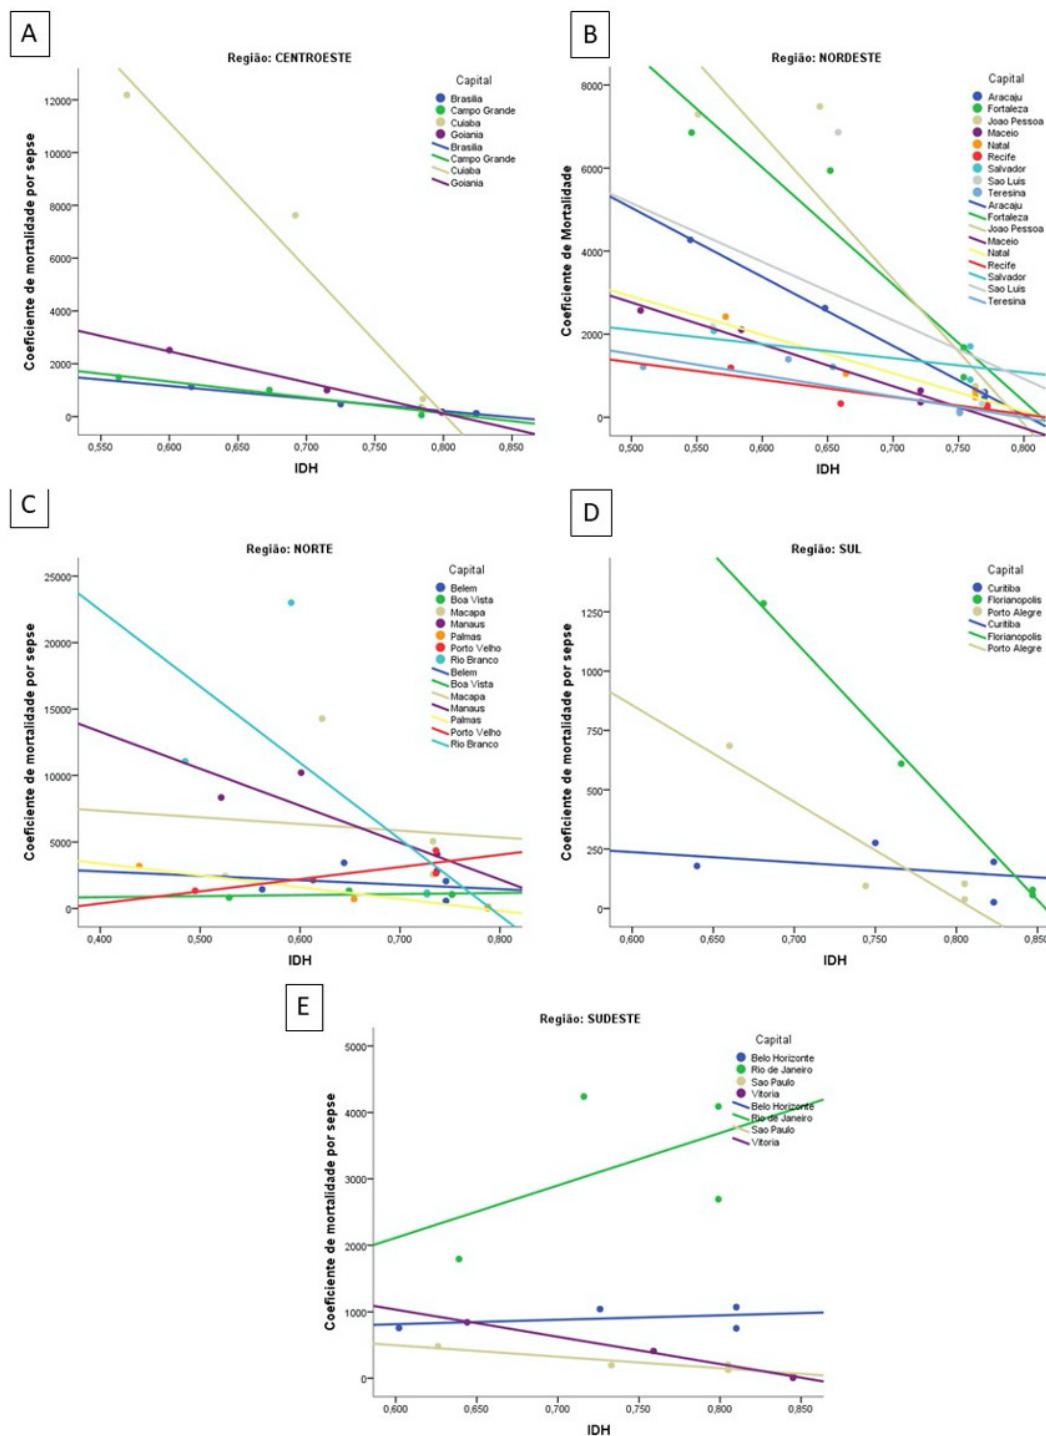 A
Região: CENTROESTE
Capital
Brasilia
Campo Grande
Cuiaba
Goiania
Brasilia
Campo Grande
Cuiaba
Goiania
Coeficiente de mortalidade por sepse
12000
10000
8000
6000
4000
2000
0
0,550 0,600 0,650 0,700 0,750 0,800 0,850
IDH
B
Região: NORDESTE
Capital
Aracaju
Fortaleza
Joao Pessoa
Maceio
Natal
Recife
Salvador
Sao Luis
Teresina
Aracaju
Fortaleza
Joao Pessoa
Maceio
Natal
Recife
Salvador
Sao Luis
Teresina
Coeficiente de Mortalidade
8000
6000
4000
2000
0
0,500 0,550 0,600 0,650 0,700 0,750 0,800
IDH
C
Região: NORTE
Capital
Belem
Boa Vista
Macapa
Manaus
Palmas
Porto Velho
Rio Branco
Belem
Boa Vista
Macapa
Manaus
Palmas
Porto Velho
Rio Branco
Coeficiente de mortalidade por sepse
25000
20000
15000
10000
5000
0
0,400 0,500 0,600 0,700 0,800
IDH
D
Região: SUL
Capital
Curitiba
Florianopolis
Porto Alegre
Curitiba
Florianopolis
Porto Alegre
Coeficiente de mortalidade por sepse
1250
1000
750
500
250
0
0,600 0,650 0,700 0,750 0,800 0,850
IDH
E
Região: SUDESTE
Capital
Belo Horizonte
Rio de Janeiro
Sao Paulo
Vitoria
Belo Horizonte
Rio de Janeiro
Sao Paulo
Vitoria
Coeficiente de mortalidade por sepse
5000
4000
3000
2000
1000
0
0,600 0,650 0,700 0,750 0,800 0,850
IDH